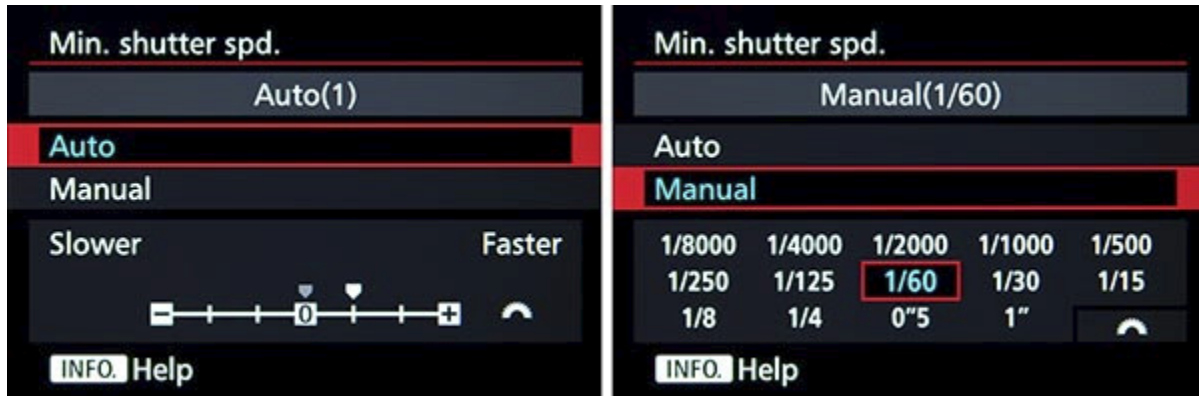 Min. shutter spd.
Auto(1)
Auto
Manual
Slower Faster
- 0 +
INFO. Help
Min. shutter spd.
Manual(1/60)
Auto
Manual
1/8000 1/4000 1/2000 1/1000 1/500
1/250 1/125 1/60 1/30 1/15
1/8 1/4 0"5 1"
INFO. Help